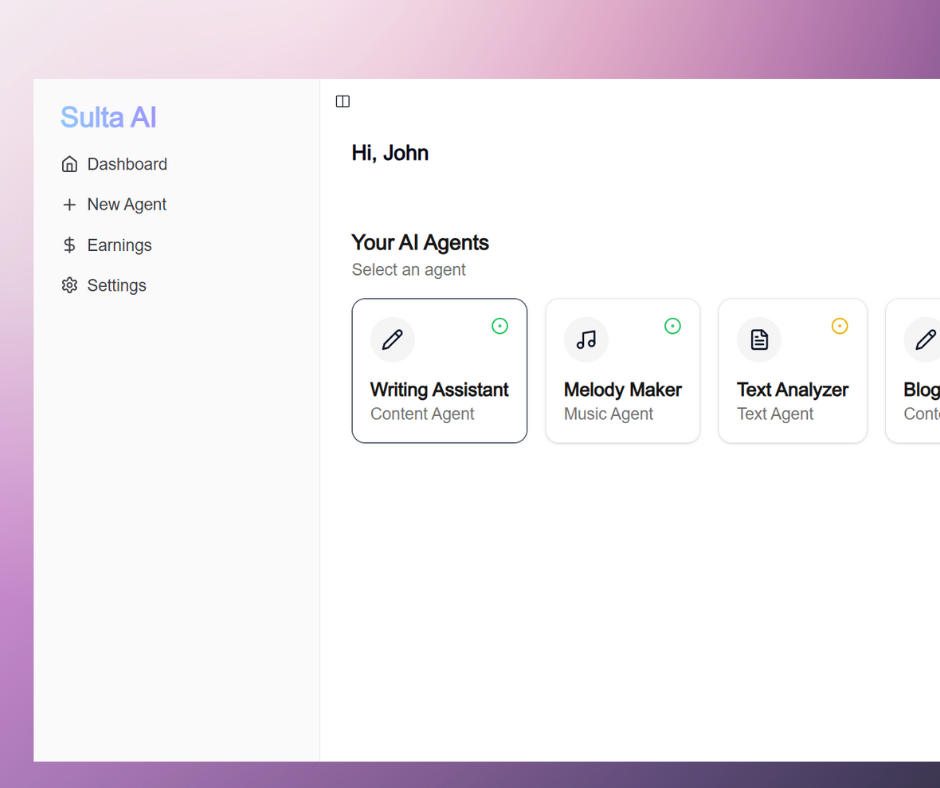 Sulta AI
Dashboard
New Agent
Earnings
Settings
Hi, John
Your AI Agents
Select an agent
Writing Assistant
Content Agent
Melody Maker
Music Agent
Text Analyzer
Text Agent
Blog